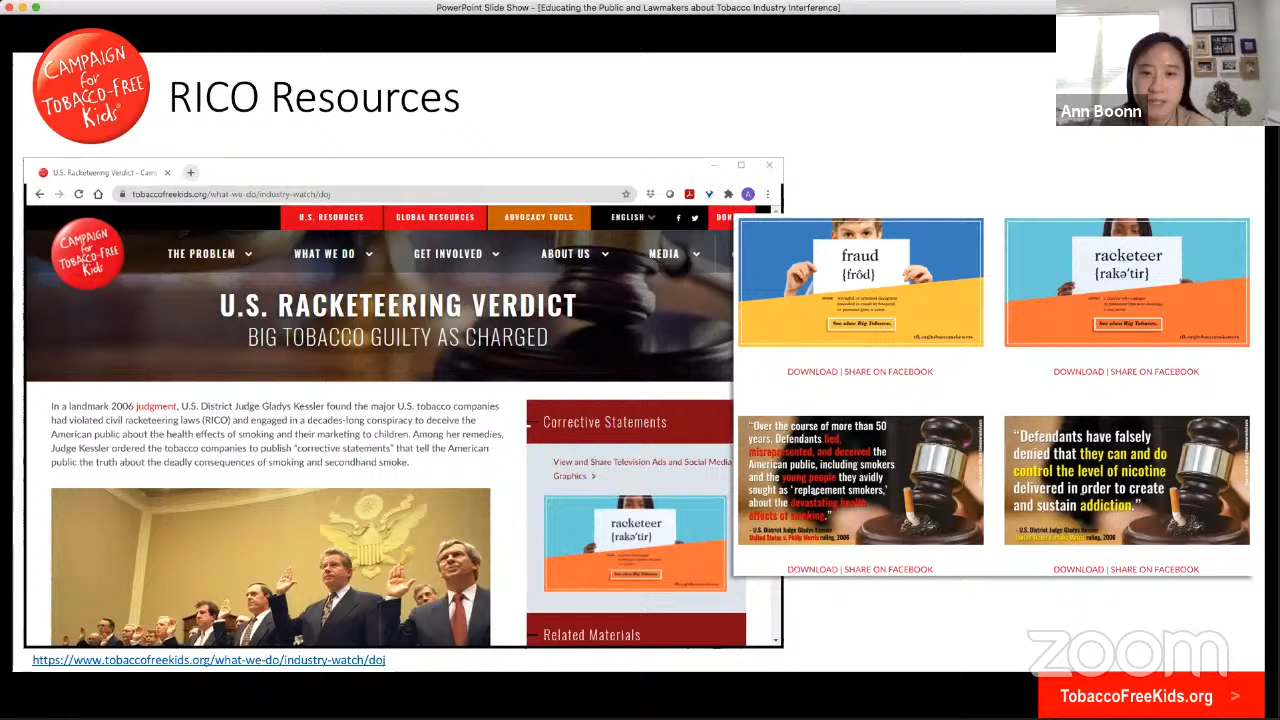 PowerPoint Slide Show - [Educating the Public and Lawmakers about Tobacco Industry Interference]
CAMPAIGN
for
TOBACCO-FREE
Kids
RICO Resources
Ann Boonn
U.S. Racketeering Verdict - Cam
tobaccofreekids.org/what-we-do/industry-watch/doj
U.S. RESOURCES
GLOBAL RESOURCES
ADVOCACY TOOLS
ENGLISH
DON
CAMPAIGN
for
TOBACCO-FREE
Kids
THE PROBLEM
WHAT WE DO
GET INVOLVED
ABOUT US
MEDIA
U.S. RACKETEERING VERDICT
BIG TOBACCO GUILTY AS CHARGED
In a landmark 2006 judgment, U.S. District Judge Gladys Kessler found the major U.S. tobacco companies
had violated civil racketeering laws (RICO) and engaged in a decades-long conspiracy to deceive the
American public about the health effects of smoking and their marketing to children. Among her remedies,
Judge Kessler ordered the tobacco companies to publish "corrective statements" that tell the American
public the truth about the deadly consequences of smoking and secondhand smoke.
Corrective Statements
View and Share Television Ads and Social Media
Graphics >
racketeer
{rakə'tir}
See also: Big Tobacco.
Related Materials
fraud
{frôd}
See also: Big Tobacco.
DOWNLOAD | SHARE ON FACEBOOK
racketeer
{rakə'tir}
See also: Big Tobacco.
DOWNLOAD | SHARE ON FACEBOOK
"Over the course of more than 50
years, Defendants lied,
misrepresented, and deceived the
American public, including smokers
and the young people they avidly
sought as 'replacement smokers,'
about the devastating health
effects of smoking."
- U.S. District Judge Gladys Kessler
United States v. Philip Morris ruling, 2006
DOWNLOAD | SHARE ON FACEBOOK
"Defendants have falsely
denied that they can and do
control the level of nicotine
delivered in order to create
and sustain addiction."
- U.S. District Judge Gladys Kessler
United States v. Philip Morris ruling, 2006
DOWNLOAD | SHARE ON FACEBOOK
https://www.tobaccofreekids.org/what-we-do/industry-watch/doj
zoom
TobaccoFreeKids.org >